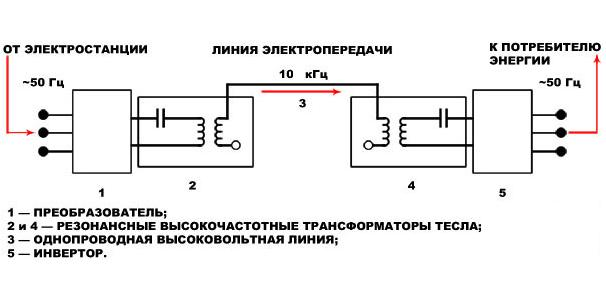 ОТ ЭЛЕКТРОСТАНЦИИ
ЛИНИЯ ЭЛЕКТРОПЕРЕДАЧИ
К ПОТРЕБИТЕЛЮ
ЭНЕРГИИ
~50 Гц
10 кГц
~50 Гц
3
1
2
4
5
1 — ПРЕОБРАЗОВАТЕЛЬ;
2 и 4 — РЕЗОНАНСНЫЕ ВЫСОКОЧАСТОТНЫЕ ТРАНСФОРМАТОРЫ ТЕСЛА;
3 — ОДНОПРОВОДНАЯ ВЫСОКОВОЛЬТНАЯ ЛИНИЯ;
5 — ИНВЕРТОР.